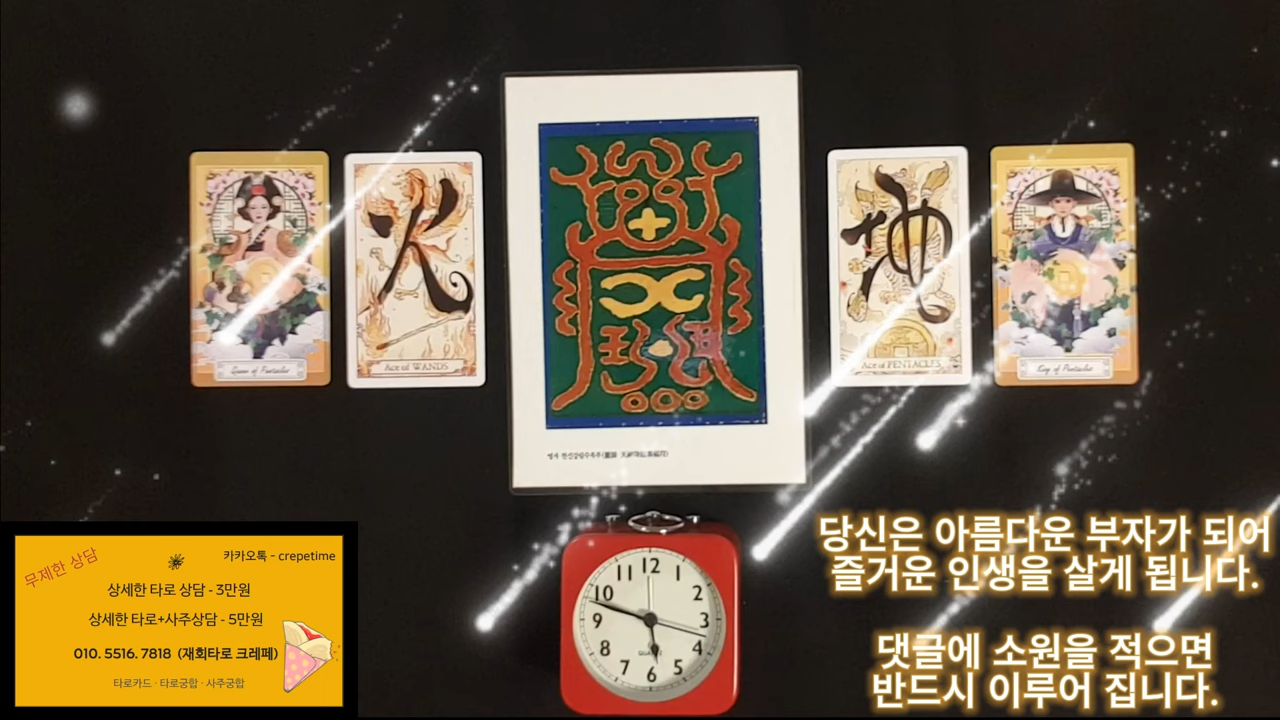 Queen of Pentacles
火
Ace of WANDS
地
Ace of PENTACLES
King of Pentacles
12
1
2
3
4
5
6
7
8
9
10
11
QUARTZ
무제한 상담
카카오톡 - crepetime
상세한 타로 상담 - 3만원
상세한 타로+사주상담 - 5만원
010. 5516. 7818 (재회타로 크레페)
타로카드 · 타로궁합 · 사주궁합
당신은 아름다운 부자가 되어
즐거운 인생을 살게 됩니다.
댓글에 소원을 적으면
반드시 이루어 집니다.